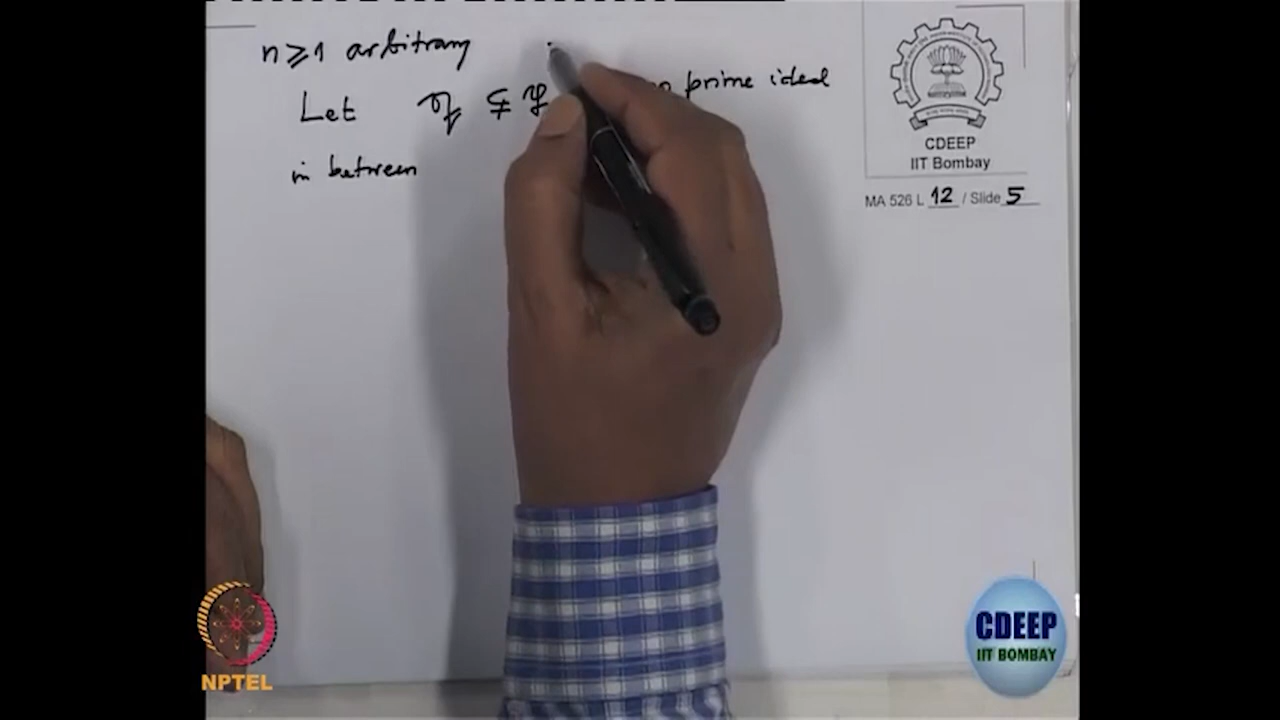 n ≥ 1 arbitrary
Let 𝔮 ⊊ 𝔭 no prime ideal
in between
CDEEP
IIT Bombay
MA 526 L 12 / Slide 5
NPTEL
CDEEP
IIT BOMBAY